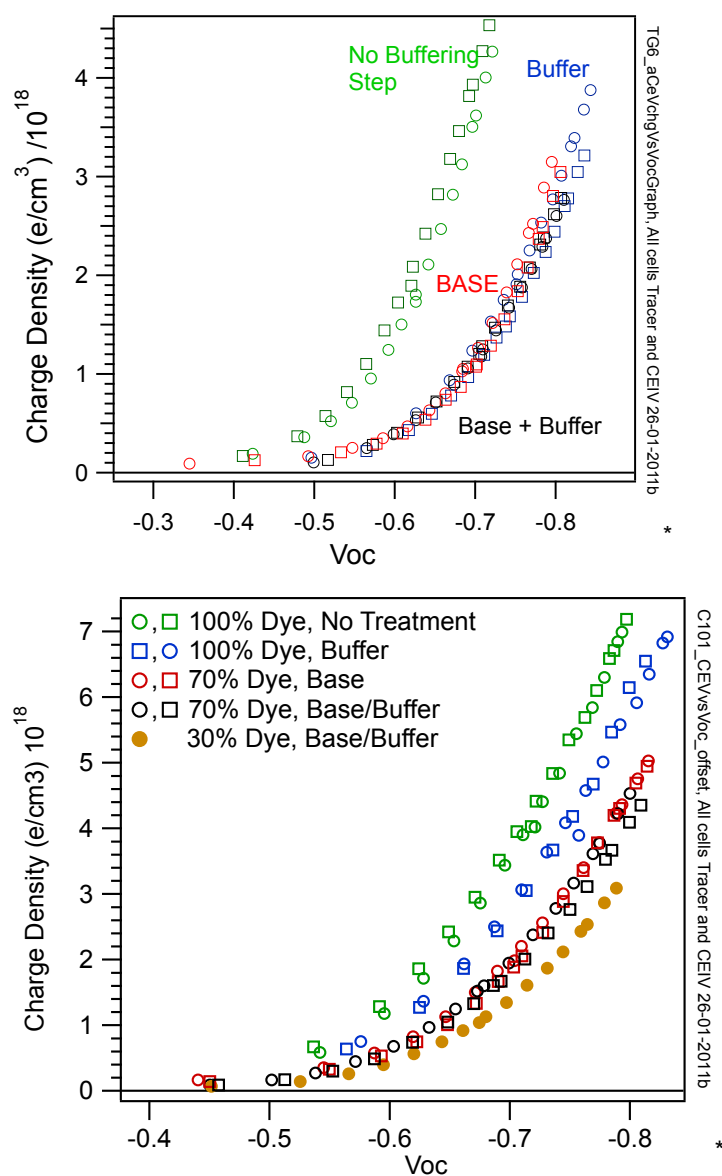 No Buffering
Step
Buffer
BASE
Base + Buffer
Charge Density (e/cm3) /10 18
4
3
2
1
0
-0.3 -0.4 -0.5 -0.6 -0.7 -0.8
Voc
TG6_aCeVchgVsVocGraph, All cells Tracer and CEIV 26-01-2011b
*
100% Dye, No Treatment
100% Dye, Buffer
70% Dye, Base
70% Dye, Base/Buffer
30% Dye, Base/Buffer
Charge Density (e/cm3) 10 18
7
6
5
4
3
2
1
0
-0.4 -0.5 -0.6 -0.7 -0.8
Voc
C101_CEVvsVoc_offset, All cells Tracer and CEIV 26-01-2011b
*